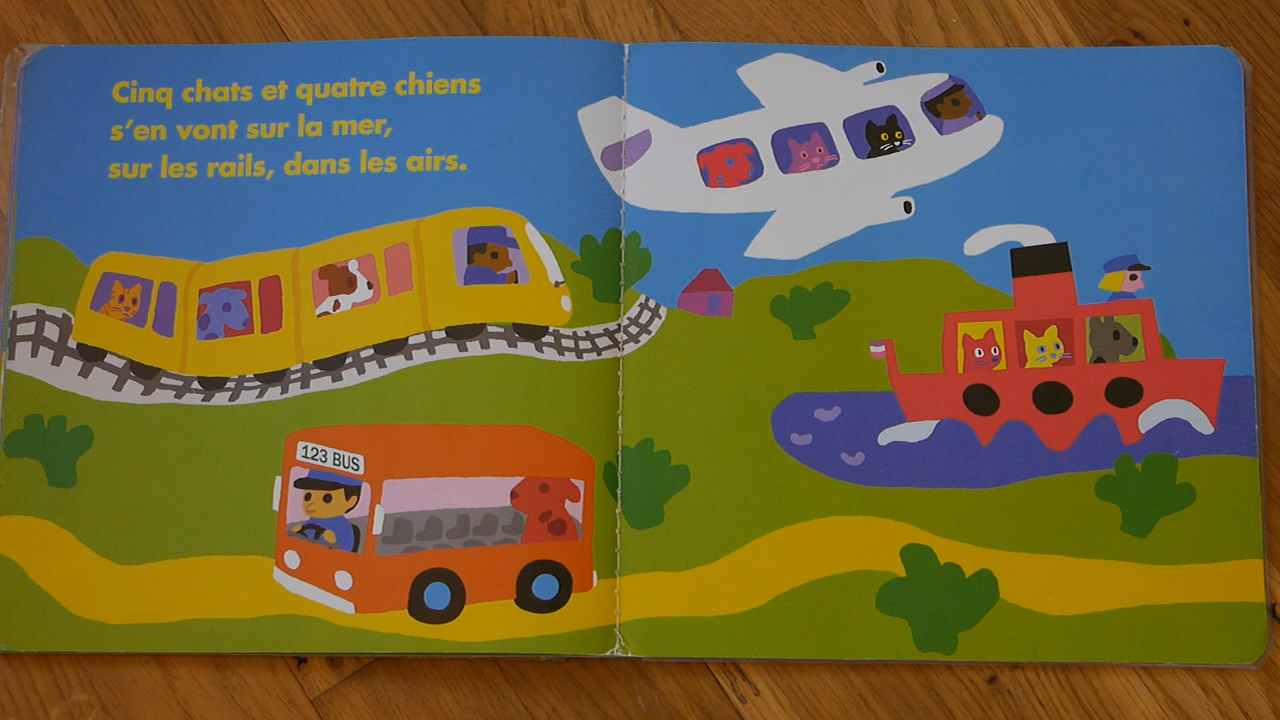 Cinq chats et quatre chiens
s'en vont sur la mer,
sur les rails, dans les airs.
123 BUS